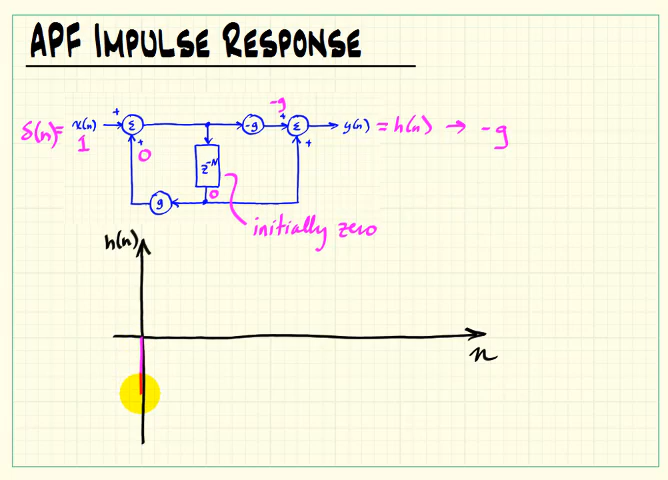 APF IMPULSE RESPONSE
-g
δ(n)= x(n) + Σ -g + Σ y(n) = h(n) → -g
1 + 0 +
z^-N
0
g
initially zero
h(n)
n